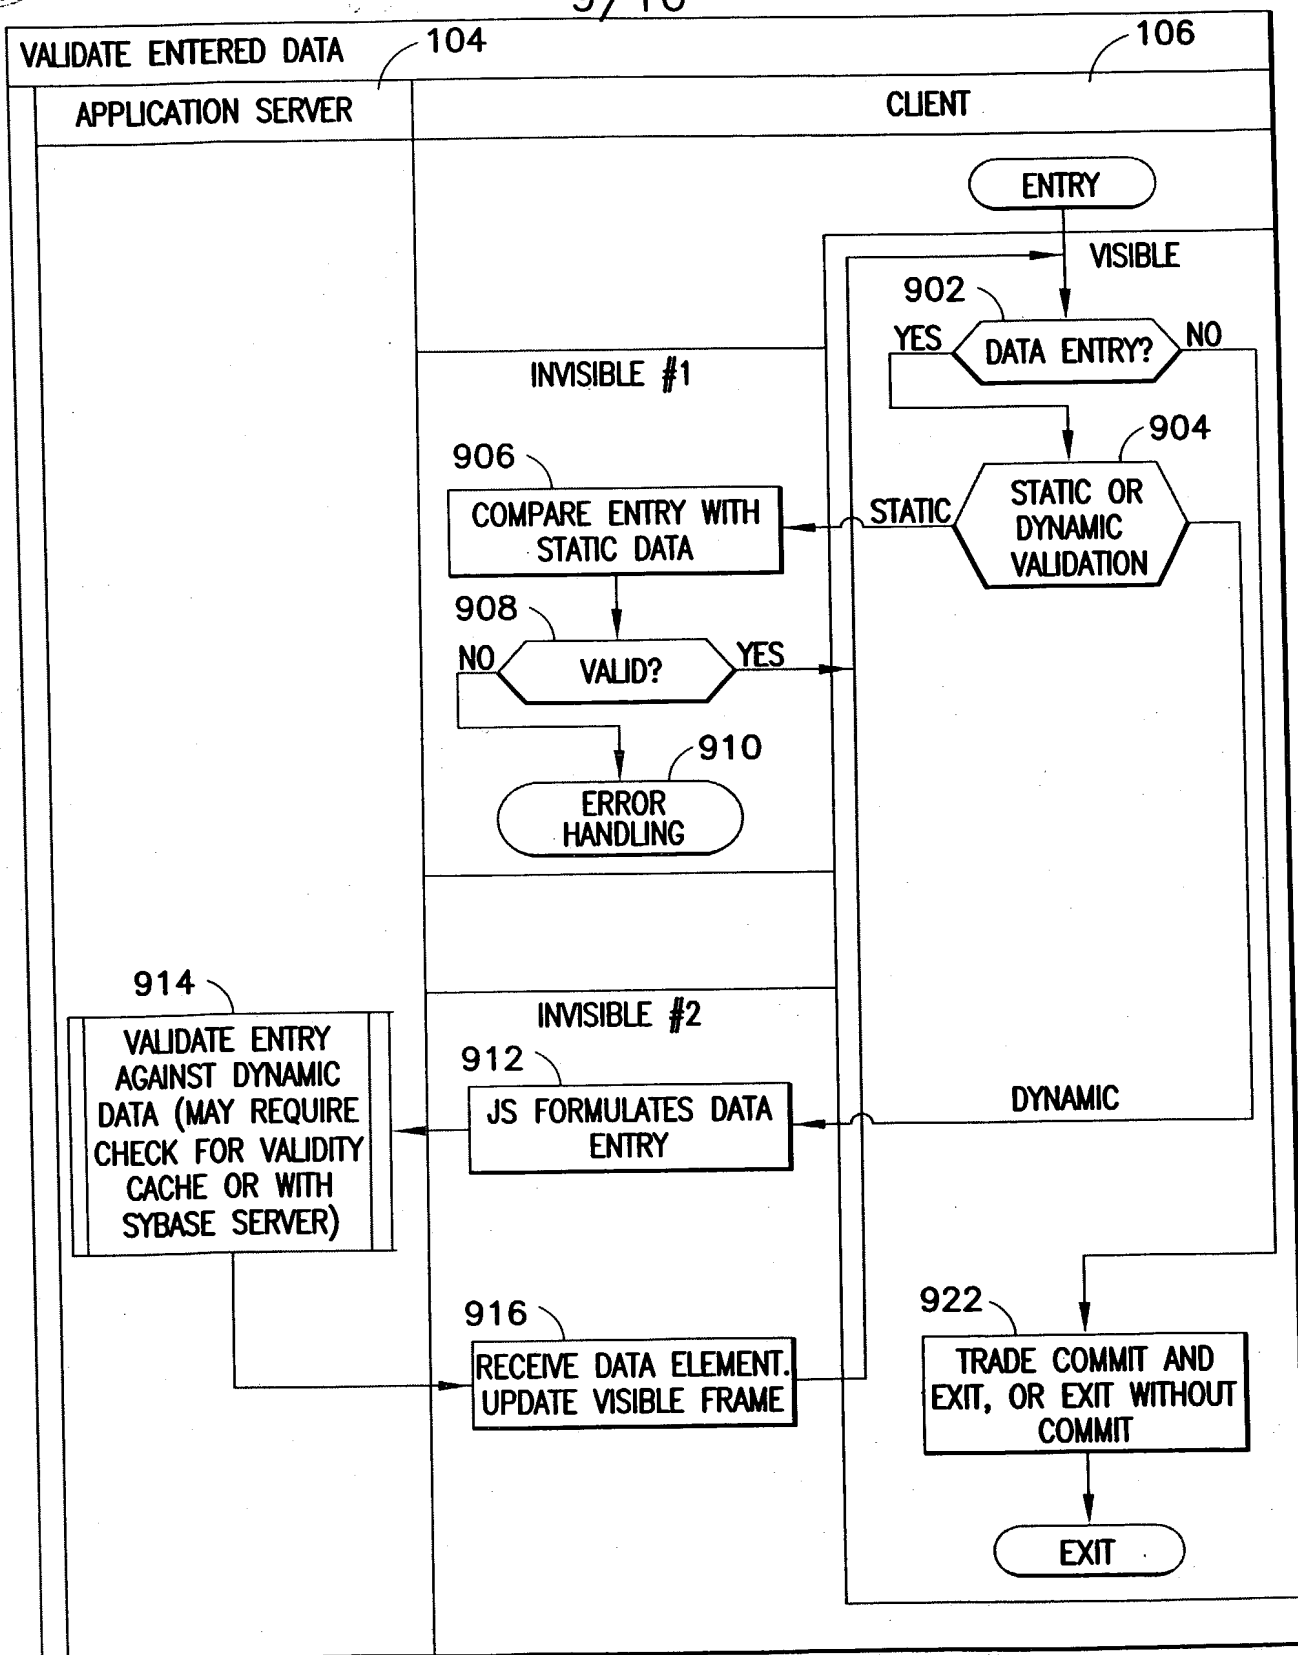 VALIDATE ENTERED DATA
104
106
APPLICATION SERVER
CLIENT
ENTRY
VISIBLE
902
YES
DATA ENTRY?
NO
INVISIBLE #1
904
906
STATIC OR
DYNAMIC
VALIDATION
STATIC
COMPARE ENTRY WITH
STATIC DATA
908
NO
VALID?
YES
910
ERROR
HANDLING
914
INVISIBLE #2
VALIDATE ENTRY
AGAINST DYNAMIC
DATA (MAY REQUIRE
CHECK FOR VALIDITY
CACHE OR WITH
SYBASE SERVER)
912
JS FORMULATES DATA
ENTRY
DYNAMIC
916
RECEIVE DATA ELEMENT.
UPDATE VISIBLE FRAME
922
TRADE COMMIT AND
EXIT, OR EXIT WITHOUT
COMMIT
EXIT